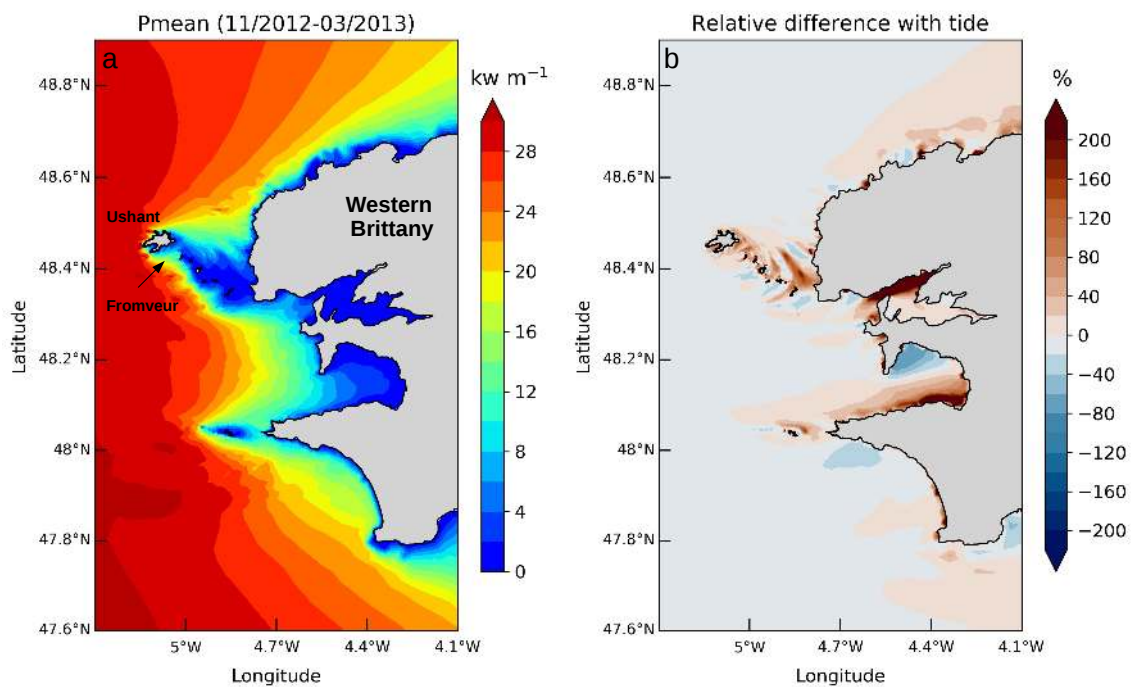 Pmean (11/2012-03/2013)
a
kw m⁻¹
48.8°N
48.6°N
48.4°N
48.2°N
48°N
47.8°N
47.6°N
Latitude
Ushant
Fromveur
Western
Brittany
28
24
20
16
12
8
4
0
5°W
4.7°W
4.4°W
4.1°W
Longitude
Relative difference with tide
b
%
48.8°N
48.6°N
48.4°N
48.2°N
48°N
47.8°N
47.6°N
Latitude
200
160
120
80
40
0
−40
−80
−120
−160
−200
5°W
4.7°W
4.4°W
4.1°W
Longitude